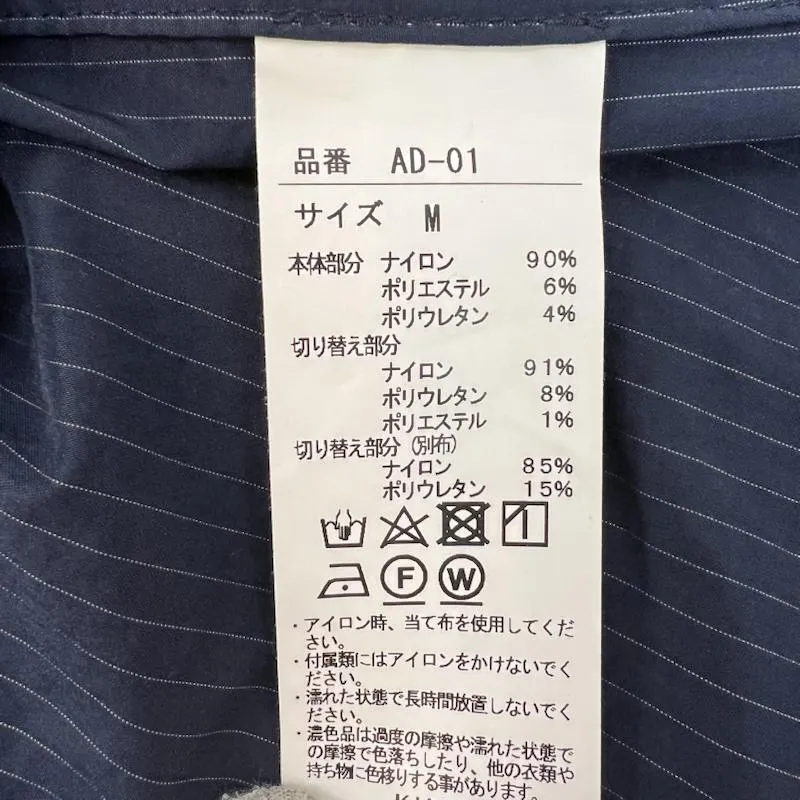 品番 AD-01
サイズ M
本体部分 ナイロン 90%
ポリエステル 6%
ポリウレタン 4%
切り替え部分
ナイロン 91%
ポリウレタン 8%
ポリエステル 1%
切り替え部分(別布)
ナイロン 85%
ポリウレタン 15%
F W
・アイロン時、当て布を使用してくだ
さい。
・付属類にはアイロンをかけないでく
ださい。
・濡れた状態で長時間放置しないでく
ださい。
・濃色品は過度の摩擦や濡れた状態で
の摩擦で色落ちしたり、他の衣類や
持ち物に色移りする事があります。